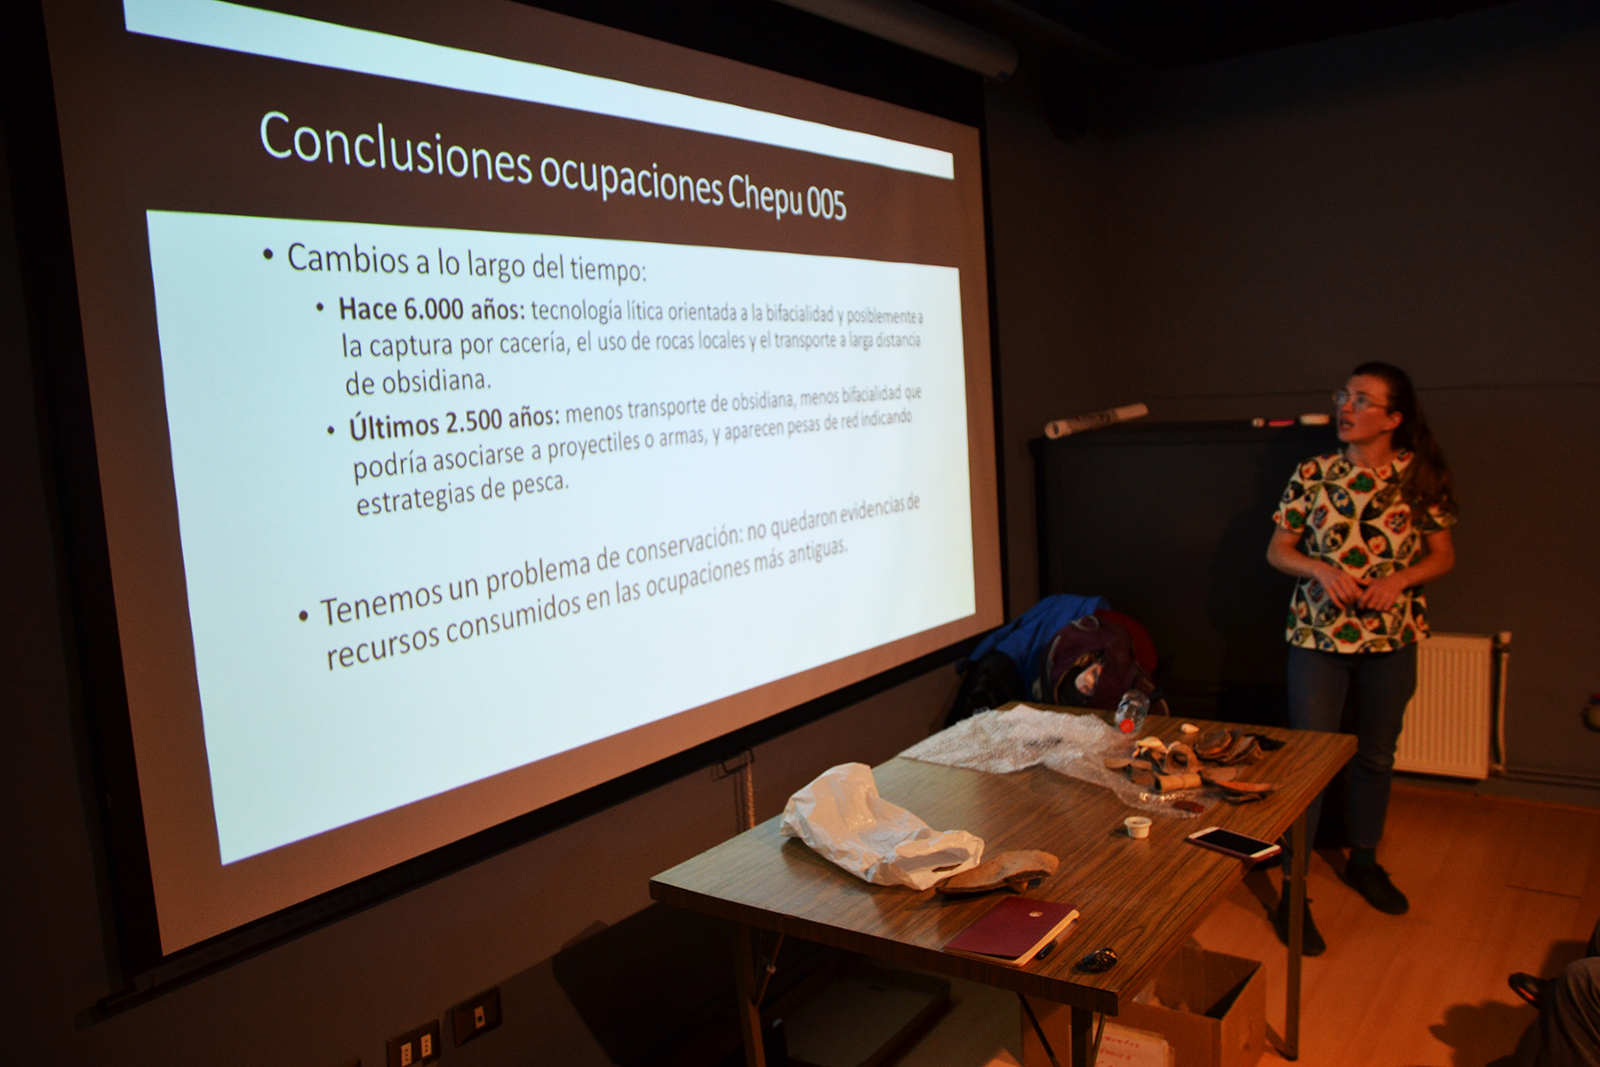 Conclusiones ocupaciones Chepu 005
• Cambios a lo largo del tiempo:
• Hace 6.000 años: tecnología lítica orientada a la bifacialidad y posiblemente a
la captura por cacería, el uso de rocas locales y el transporte a larga distancia
de obsidiana.
• Últimos 2.500 años: menos transporte de obsidiana, menos bifacialidad que
podría asociarse a proyectiles o armas, y aparecen pesas de red indicando
estrategias de pesca.
• Tenemos un problema de conservación: no quedaron evidencias de
recursos consumidos en las ocupaciones más antiguas.